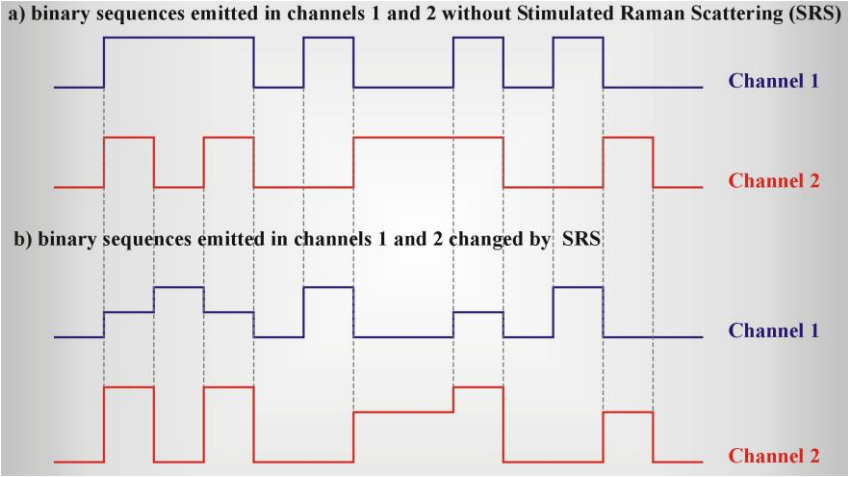 a) binary sequences emitted in channels 1 and 2 without Stimulated Raman Scattering (SRS)
Channel 1
Channel 2
b) binary sequences emitted in channels 1 and 2 changed by SRS
Channel 1
Channel 2